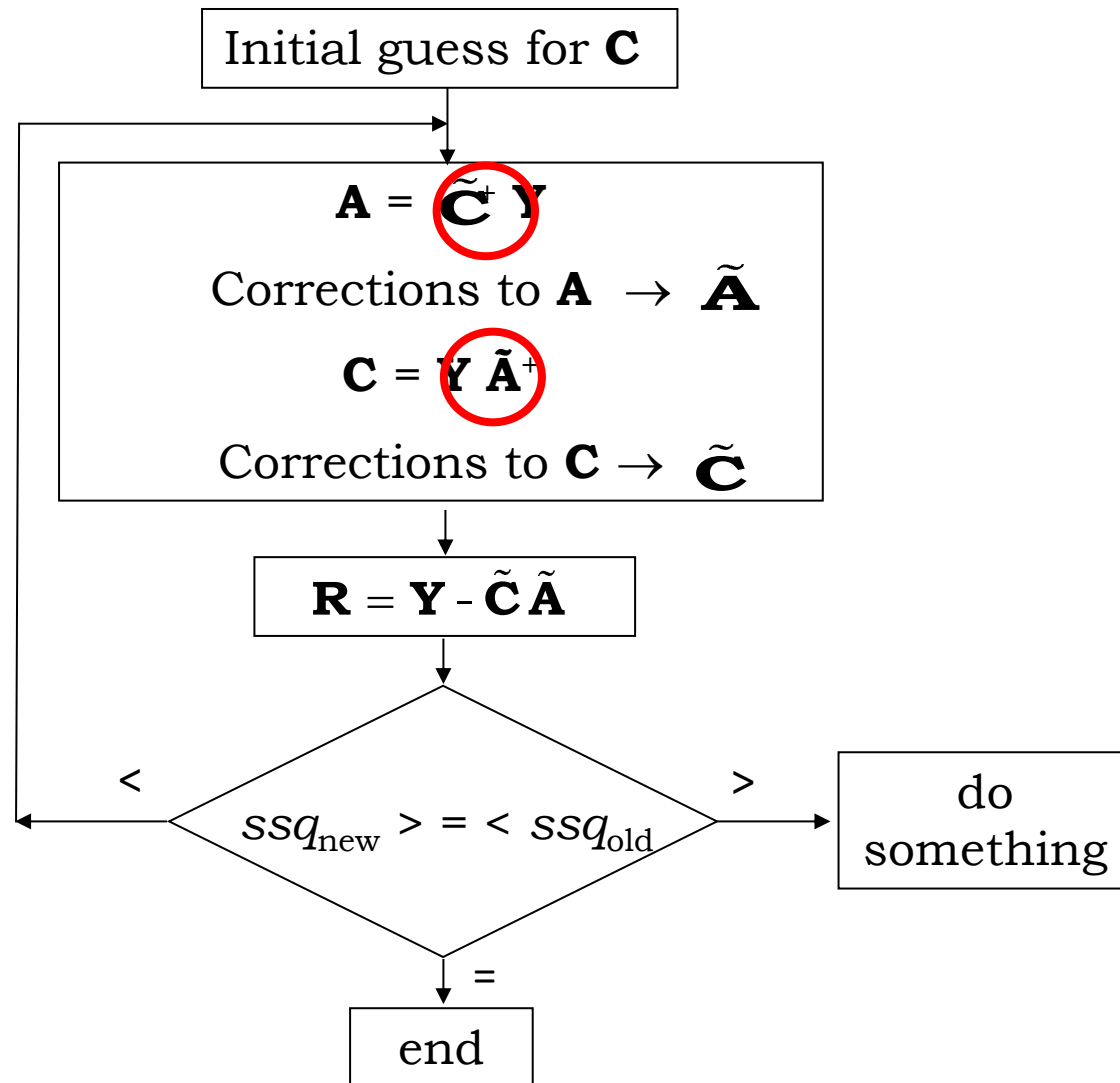 Initial guess for C
A = C̃⁺ Y
Corrections to A → Ã
C = Y Ã⁺
Corrections to C → C̃
R = Y - C̃ Ã
<
>
ssqnew > = < ssqold
do
something
=
end